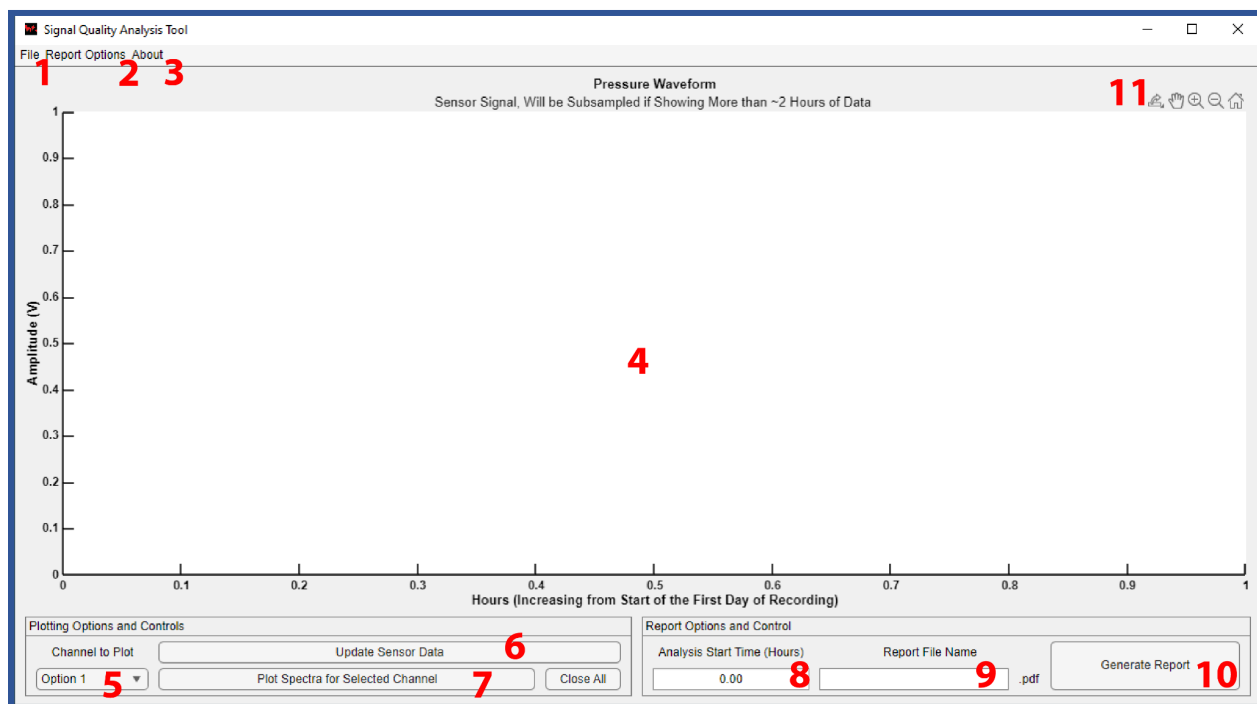 Signal Quality Analysis Tool
File Report Options About
1 2 3
Pressure Waveform
Sensor Signal, Will be Subsampled if Showing More than ~2 Hours of Data
11
1
0.9
0.8
0.7
0.6
0.5
0.4
0.3
0.2
0.1
0
Amplitude (V)
4
0 0.1 0.2 0.3 0.4 0.5 0.6 0.7 0.8 0.9 1
Hours (Increasing from Start of the First Day of Recording)
Plotting Options and Controls
Channel to Plot
Update Sensor Data 6
Option 1 5
Plot Spectra for Selected Channel 7
Close All
Report Options and Control
Analysis Start Time (Hours)
Report File Name
0.00 8
9 .pdf
Generate Report 10